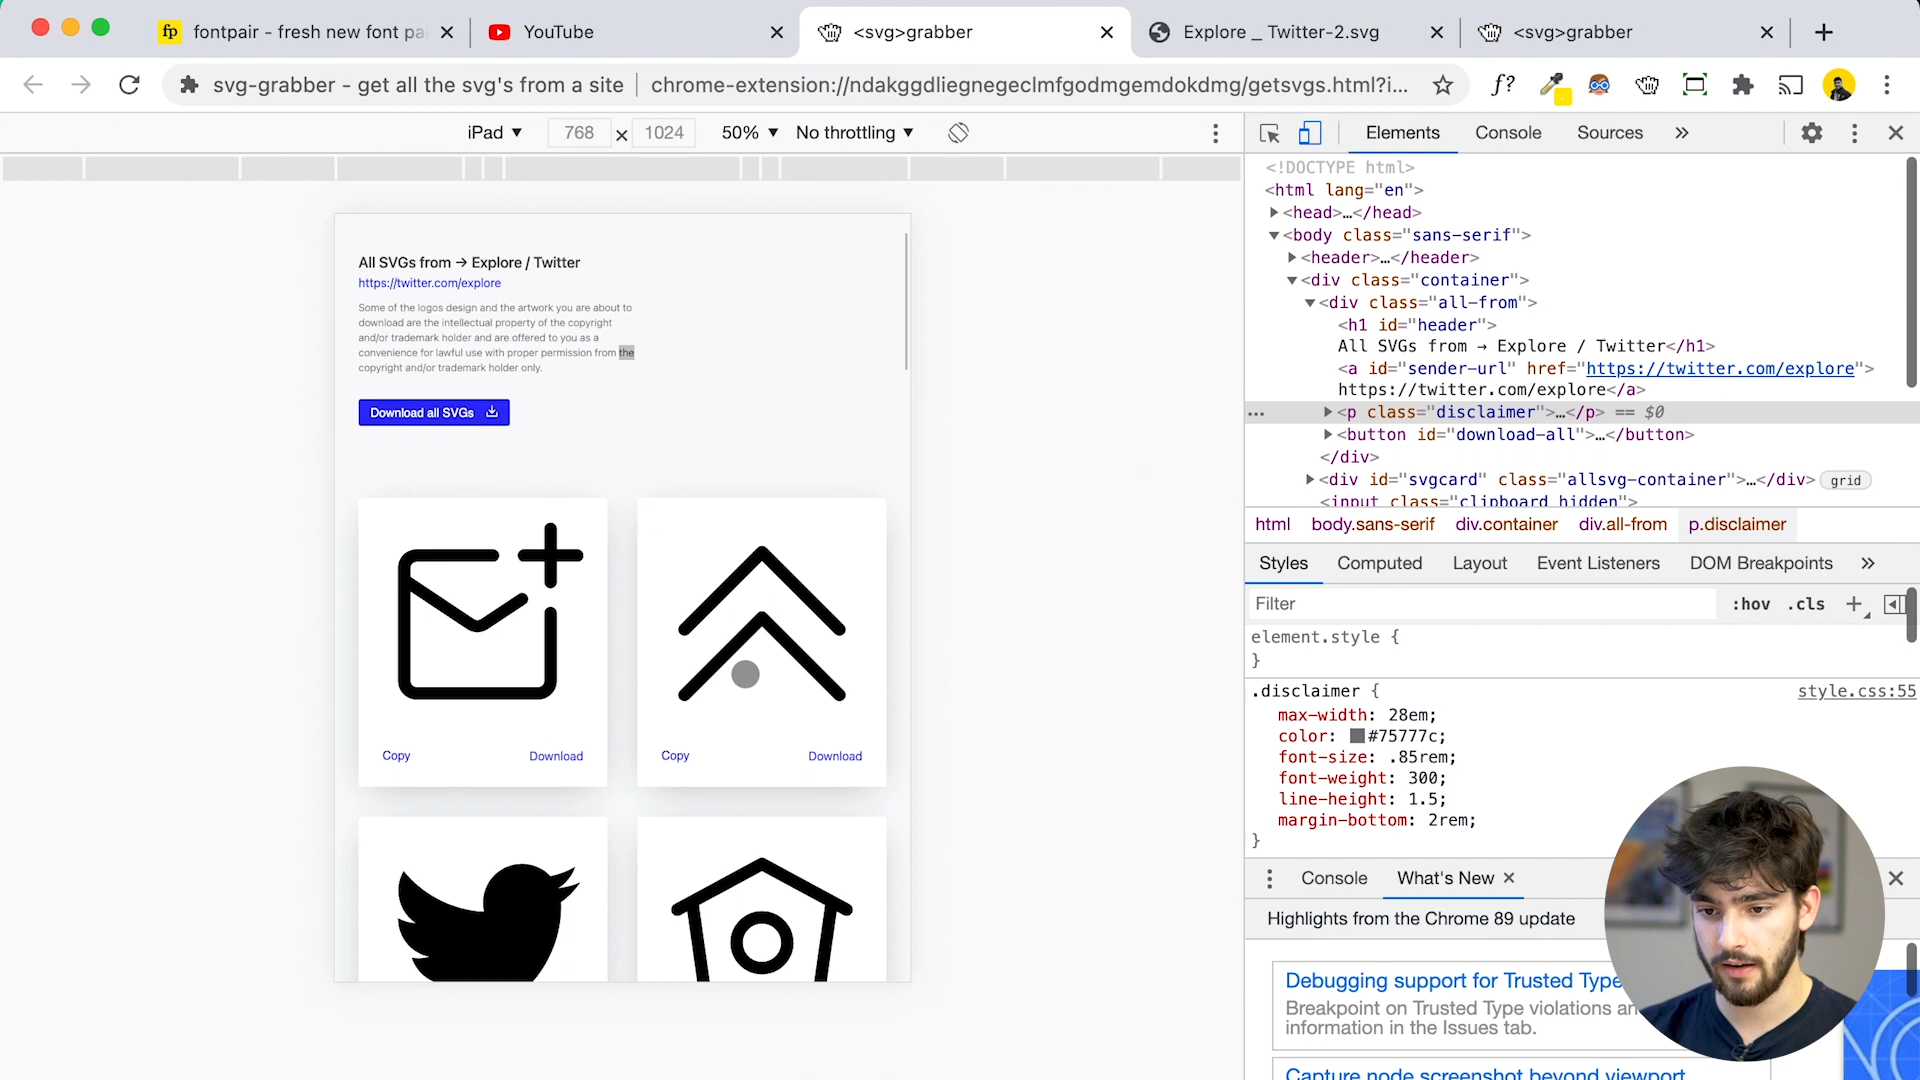 fp fontpair - fresh new font pa
YouTube
<svg>grabber
Explore _ Twitter-2.svg
<svg>grabber
svg-grabber - get all the svg's from a site
chrome-extension://ndakggdliegnegeclmfgodmgemdokdmg/getsvgs.html?i...
f?
iPad ▼ 768 x 1024 50% ▼ No throttling ▼
Elements Console Sources »
All SVGs from → Explore / Twitter
https://twitter.com/explore
Some of the logos design and the artwork you are about to
download are the intellectual property of the copyright
and/or trademark holder and are offered to you as a
convenience for lawful use with proper permission from the
copyright and/or trademark holder only.
Download all SVGs
Copy Download
Copy Download
<!DOCTYPE html>
<html lang="en">
▶<head>…</head>
▼<body class="sans-serif">
▶<header>…</header>
▼<div class="container">
▼<div class="all-from">
<h1 id="header">
All SVGs from → Explore / Twitter</h1>
<a id="sender-url" href="https://twitter.com/explore">
https://twitter.com/explore</a>
… ▶<p class="disclaimer">…</p> == $0
▶<button id="download-all">…</button>
</div>
▶<div id="svgcard" class="allsvg-container">…</div> grid
<input class="clipboard hidden">
html body.sans-serif div.container div.all-from p.disclaimer
Styles Computed Layout Event Listeners DOM Breakpoints »
Filter :hov .cls +
element.style {
}
.disclaimer { style.css:55
max-width: 28em;
color: #75777c;
font-size: .85rem;
font-weight: 300;
line-height: 1.5;
margin-bottom: 2rem;
}
Console What's New ×
Highlights from the Chrome 89 update
Debugging support for Trusted Type
Breakpoint on Trusted Type violations an
information in the Issues tab.
Capture node screenshot beyond viewport